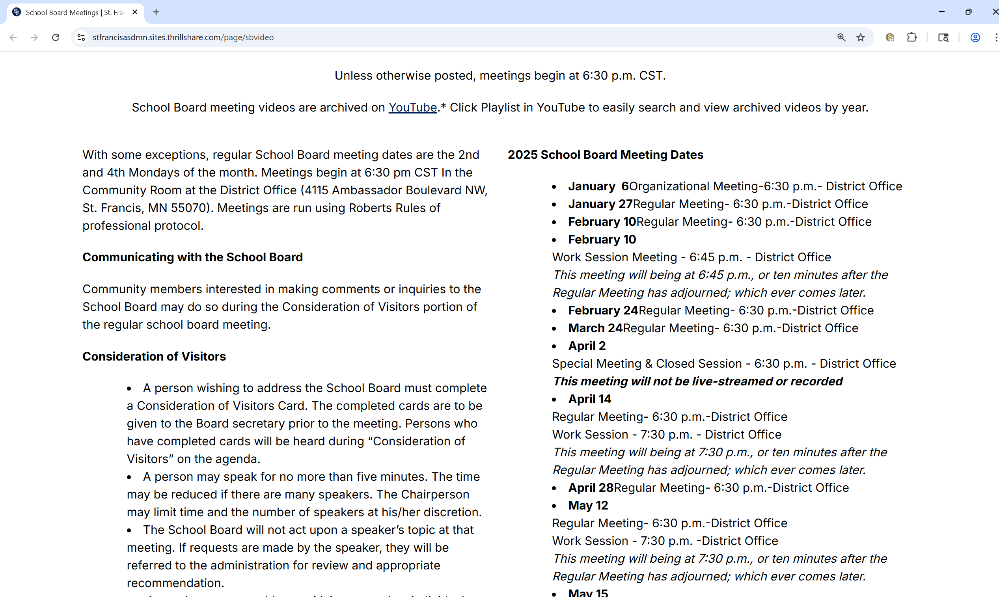 School Board Meetings | St. Fra
stfrancisasdmn.sites.thrillshare.com/page/sbvideo
Unless otherwise posted, meetings begin at 6:30 p.m. CST.
School Board meeting videos are archived on YouTube.* Click Playlist in YouTube to easily search and view archived videos by year.
With some exceptions, regular School Board meeting dates are the 2nd
and 4th Mondays of the month. Meetings begin at 6:30 pm CST In the
Community Room at the District Office (4115 Ambassador Boulevard NW,
St. Francis, MN 55070). Meetings are run using Roberts Rules of
professional protocol.
Communicating with the School Board
Community members interested in making comments or inquiries to the
School Board may do so during the Consideration of Visitors portion of
the regular school board meeting.
Consideration of Visitors
• A person wishing to address the School Board must complete
a Consideration of Visitors Card. The completed cards are to be
given to the Board secretary prior to the meeting. Persons who
have completed cards will be heard during “Consideration of
Visitors” on the agenda.
• A person may speak for no more than five minutes. The time
may be reduced if there are many speakers. The Chairperson
may limit time and the number of speakers at his/her discretion.
• The School Board will not act upon a speaker’s topic at that
meeting. If requests are made by the speaker, they will be
referred to the administration for review and appropriate
recommendation.
2025 School Board Meeting Dates
• January  6Organizational Meeting-6:30 p.m.- District Office
• January 27Regular Meeting- 6:30 p.m.-District Office
• February 10Regular Meeting- 6:30 p.m.-District Office
• February 10
Work Session Meeting - 6:45 p.m. - District Office
This meeting will being at 6:45 p.m., or ten minutes after the
Regular Meeting has adjourned; which ever comes later.
• February 24Regular Meeting- 6:30 p.m.-District Office
• March 24Regular Meeting- 6:30 p.m.-District Office
• April 2
Special Meeting & Closed Session - 6:30 p.m. - District Office
This meeting will not be live-streamed or recorded
• April 14
Regular Meeting- 6:30 p.m.-District Office
Work Session - 7:30 p.m. - District Office
This meeting will being at 7:30 p.m., or ten minutes after the
Regular Meeting has adjourned; which ever comes later.
• April 28Regular Meeting- 6:30 p.m.-District Office
• May 12
Regular Meeting- 6:30 p.m.-District Office
Work Session - 7:30 p.m. -District Office
This meeting will being at 7:30 p.m., or ten minutes after the
Regular Meeting has adjourned; which ever comes later.
• May 15